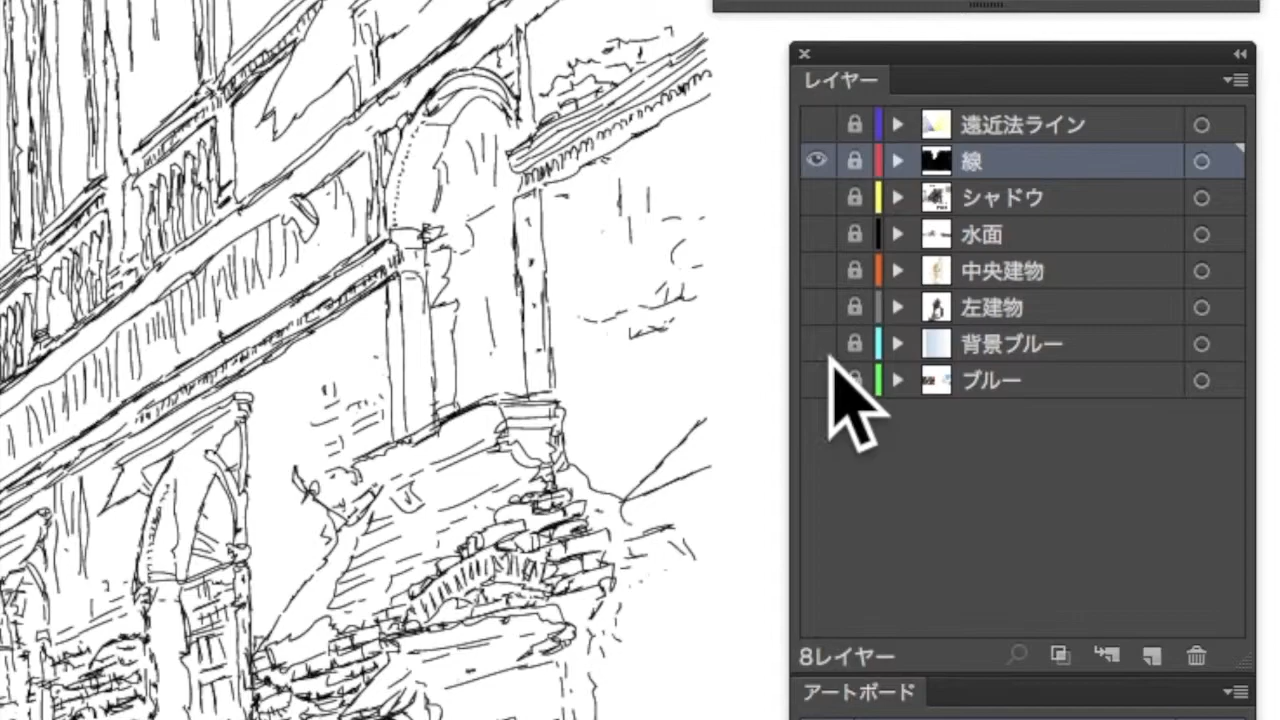 レイヤー
遠近法ライン
線
シャドウ
水面
中央建物
左建物
背景ブルー
ブルー
8レイヤー
アートボード